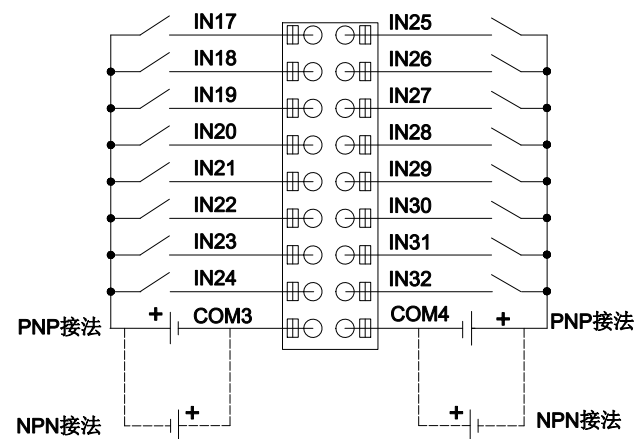 IN17 IN25
IN18 IN26
IN19 IN27
IN20 IN28
IN21 IN29
IN22 IN30
IN23 IN31
IN24 IN32
PNP接法 + COM3 COM4 + PNP接法
NPN接法 + + NPN接法